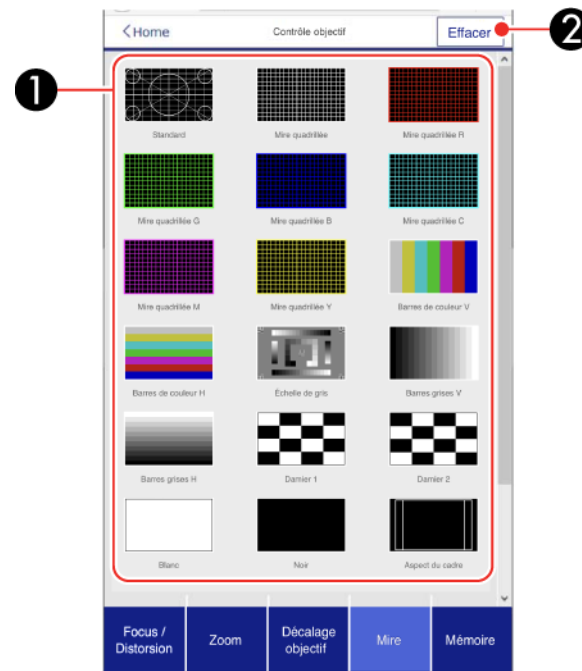 <Home
Contrôle objectif
Effacer
2
1
Standard
Mire quadrillée
Mire quadrillée R
Mire quadrillée G
Mire quadrillée B
Mire quadrillée C
Mire quadrillée M
Mire quadrillée Y
Barres de couleur V
Barres de couleur H
Échelle de gris
Barres grises V
Barres grises H
Damier 1
Damier 2
Blanc
Noir
Aspect du cadre
Focus /
Distorsion
Zoom
Décalage
objectif
Mire
Mémoire